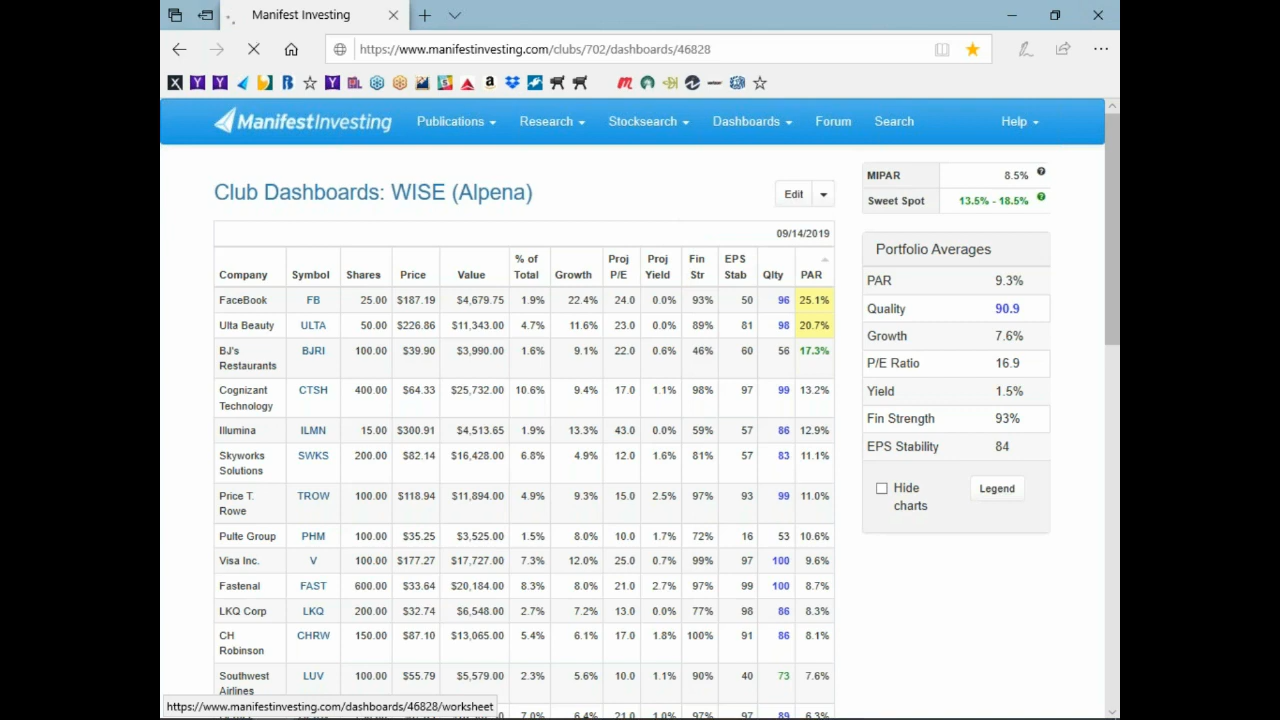 Manifest Investing
https://www.manifestinvesting.com/clubs/702/dashboards/46828
ManifestInvesting Publications Research Stocksearch Dashboards Forum Search Help
Club Dashboards: WISE (Alpena) Edit
09/14/2019
Company Symbol Shares Price Value % of Total Growth Proj P/E Proj Yield Fin Str EPS Stab Qlty PAR
FaceBook FB 25.00 $187.19 $4,679.75 1.9% 22.4% 24.0 0.0% 93% 50 96 25.1%
Ulta Beauty ULTA 50.00 $226.86 $11,343.00 4.7% 11.6% 23.0 0.0% 89% 81 98 20.7%
BJ's Restaurants BJRI 100.00 $39.90 $3,990.00 1.6% 9.1% 22.0 0.6% 46% 60 56 17.3%
Cognizant Technology CTSH 400.00 $64.33 $25,732.00 10.6% 9.4% 17.0 1.1% 98% 97 99 13.2%
Illumina ILMN 15.00 $300.91 $4,513.65 1.9% 13.3% 43.0 0.0% 59% 57 86 12.9%
Skyworks Solutions SWKS 200.00 $82.14 $16,428.00 6.8% 4.9% 12.0 1.6% 81% 57 83 11.1%
Price T. Rowe TROW 100.00 $118.94 $11,894.00 4.9% 9.3% 15.0 2.5% 97% 93 99 11.0%
Pulte Group PHM 100.00 $35.25 $3,525.00 1.5% 8.0% 10.0 1.7% 72% 16 53 10.6%
Visa Inc. V 100.00 $177.27 $17,727.00 7.3% 12.0% 25.0 0.7% 99% 97 100 9.6%
Fastenal FAST 600.00 $33.64 $20,184.00 8.3% 8.0% 21.0 2.7% 97% 99 100 8.7%
LKQ Corp LKQ 200.00 $32.74 $6,548.00 2.7% 7.2% 13.0 0.0% 77% 98 86 8.3%
CH Robinson CHRW 150.00 $87.10 $13,065.00 5.4% 6.1% 17.0 1.8% 100% 91 86 8.1%
Southwest Airlines LUV 100.00 $55.79 $5,579.00 2.3% 5.6% 10.0 1.1% 90% 40 73 7.6%
7.0% 6.4% 21.0 1.0% 97% 97 89 6.3%
https://www.manifestinvesting.com/dashboards/46828/worksheet
MIPAR 8.5%
Sweet Spot 13.5% - 18.5%
Portfolio Averages
PAR 9.3%
Quality 90.9
Growth 7.6%
P/E Ratio 16.9
Yield 1.5%
Fin Strength 93%
EPS Stability 84
Hide charts Legend